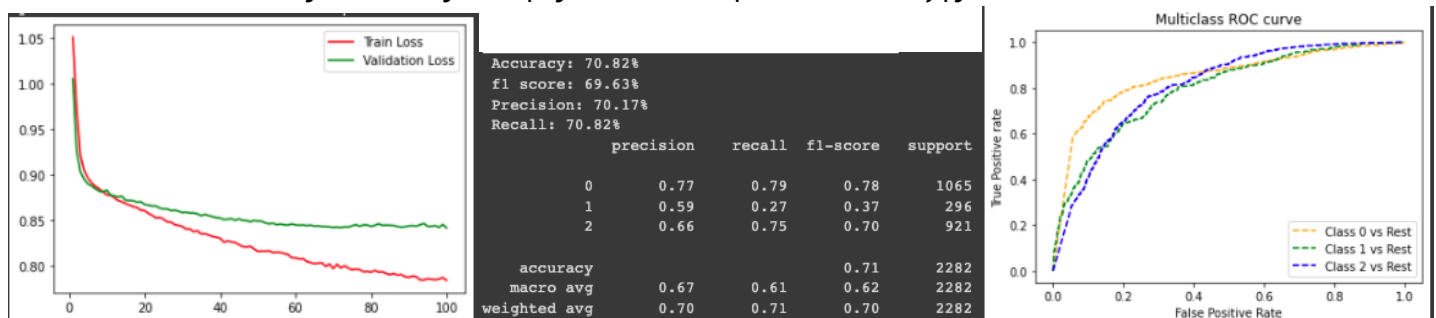 Train Loss
Validation Loss
1.05
1.00
0.95
0.90
0.85
0.80
0 20 40 60 80 100
Accuracy: 70.82%
f1 score: 69.63%
Precision: 70.17%
Recall: 70.82%
precision recall f1-score support
0 0.77 0.79 0.78 1065
1 0.59 0.27 0.37 296
2 0.66 0.75 0.70 921
accuracy 0.71 2282
macro avg 0.67 0.61 0.62 2282
weighted avg 0.70 0.71 0.70 2282
Multiclass ROC curve
True Positive rate
1.0
0.8
0.6
0.4
0.2
0.0
Class 0 vs Rest
Class 1 vs Rest
Class 2 vs Rest
0.0 0.2 0.4 0.6 0.8 1.0
False Positive Rate